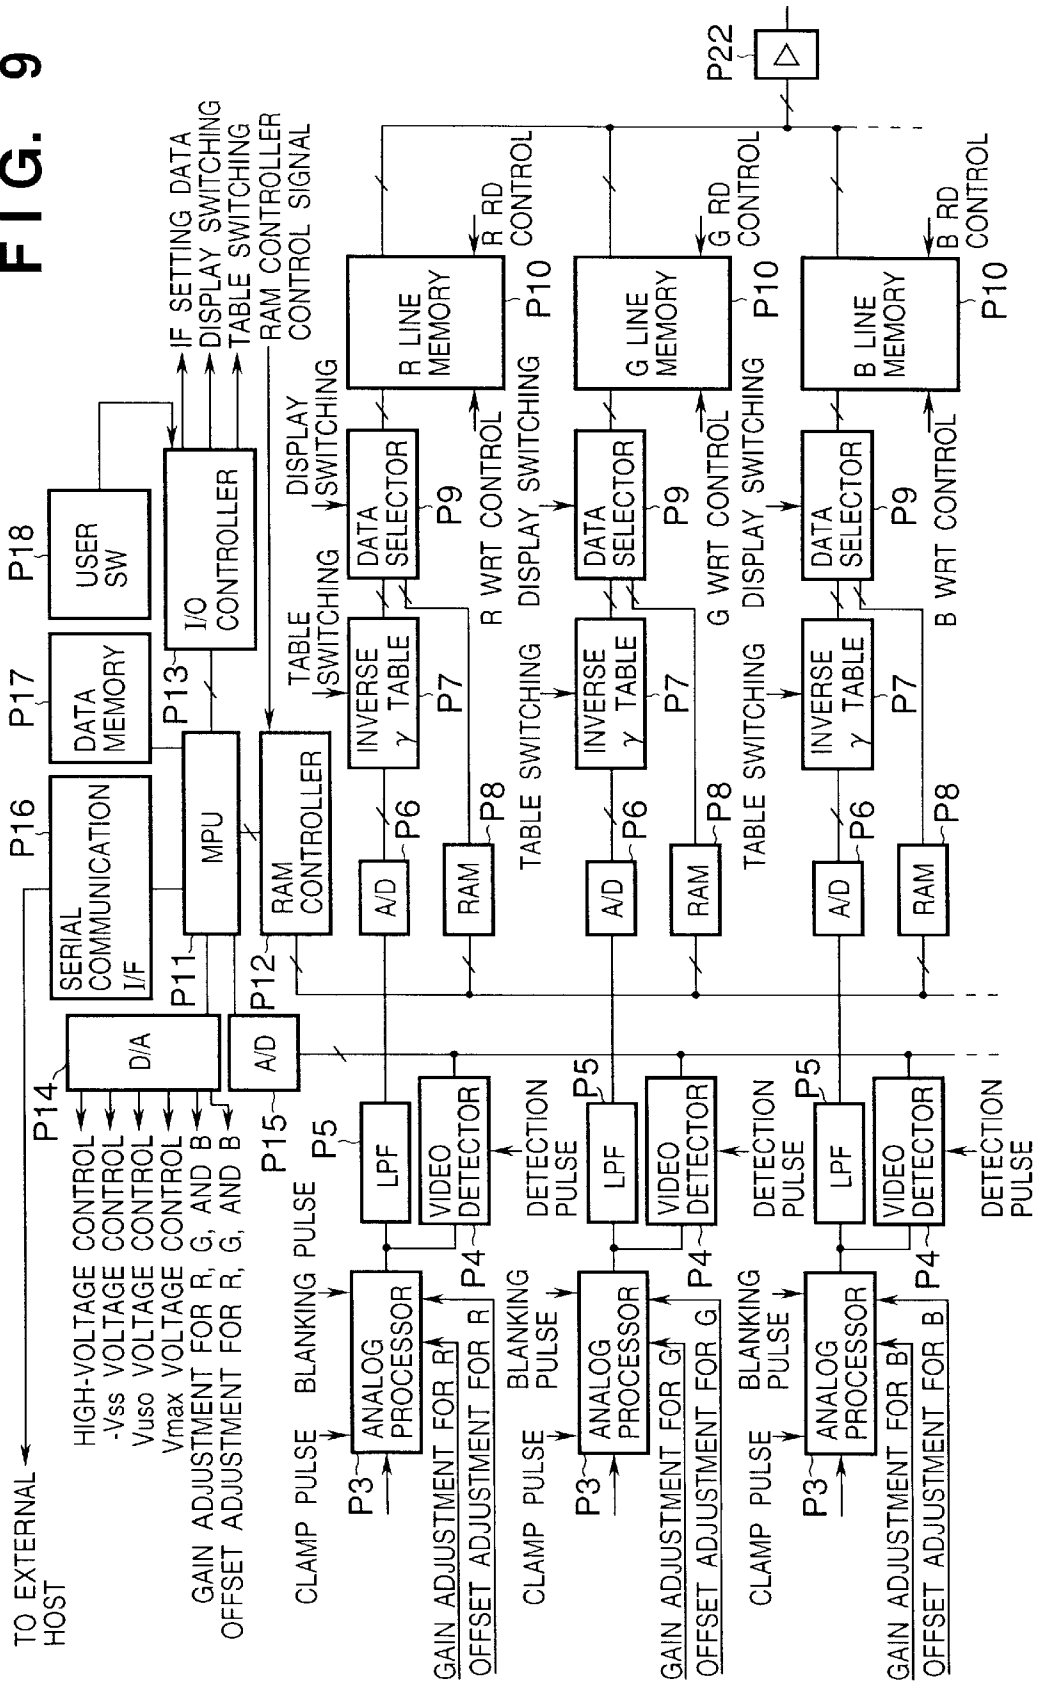 FIG. 9
TO EXTERNAL
HOST
P16
SERIAL
COMMUNICATION
I/F
P17
DATA
MEMORY
P18
USER
SW
P14
D/A
HIGH-VOLTAGE CONTROL
-Vss VOLTAGE CONTROL
Vuso VOLTAGE CONTROL
Vmax VOLTAGE CONTROL
GAIN ADJUSTMENT FOR R, G, AND B
OFFSET ADJUSTMENT FOR R, G, AND B
P11
MPU
P13
I/O
CONTROLLER
IF SETTING DATA
DISPLAY SWITCHING
TABLE SWITCHING
RAM CONTROLLER
CONTROL SIGNAL
P15
A/D
P12
RAM
CONTROLLER
CLAMP PULSE
BLANKING PULSE
P3
ANALOG
PROCESSOR
GAIN ADJUSTMENT FOR R
OFFSET ADJUSTMENT FOR R
P5
LPF
P4
VIDEO
DETECTOR
DETECTION
PULSE
A/D
P6
RAM
P8
TABLE
SWITCHING
INVERSE
γ TABLE
P7
DISPLAY
SWITCHING
DATA
SELECTOR
P9
R WRT CONTROL
R LINE
MEMORY
P10
R RD
CONTROL
P22
CLAMP PULSE
BLANKING
PULSE
P3
ANALOG
PROCESSOR
GAIN ADJUSTMENT FOR G
OFFSET ADJUSTMENT FOR G
P5
LPF
P4
VIDEO
DETECTOR
DETECTION
PULSE
A/D
P6
RAM
P8
TABLE SWITCHING
INVERSE
γ TABLE
P7
DISPLAY SWITCHING
DATA
SELECTOR
P9
G WRT CONTROL
G LINE
MEMORY
P10
G RD
CONTROL
CLAMP PULSE
BLANKING
PULSE
P3
ANALOG
PROCESSOR
GAIN ADJUSTMENT FOR B
OFFSET ADJUSTMENT FOR B
P5
LPF
P4
VIDEO
DETECTOR
DETECTION
PULSE
A/D
P6
RAM
P8
TABLE SWITCHING
INVERSE
γ TABLE
P7
DISPLAY SWITCHING
DATA
SELECTOR
P9
B WRT CONTROL
B LINE
MEMORY
P10
B RD
CONTROL